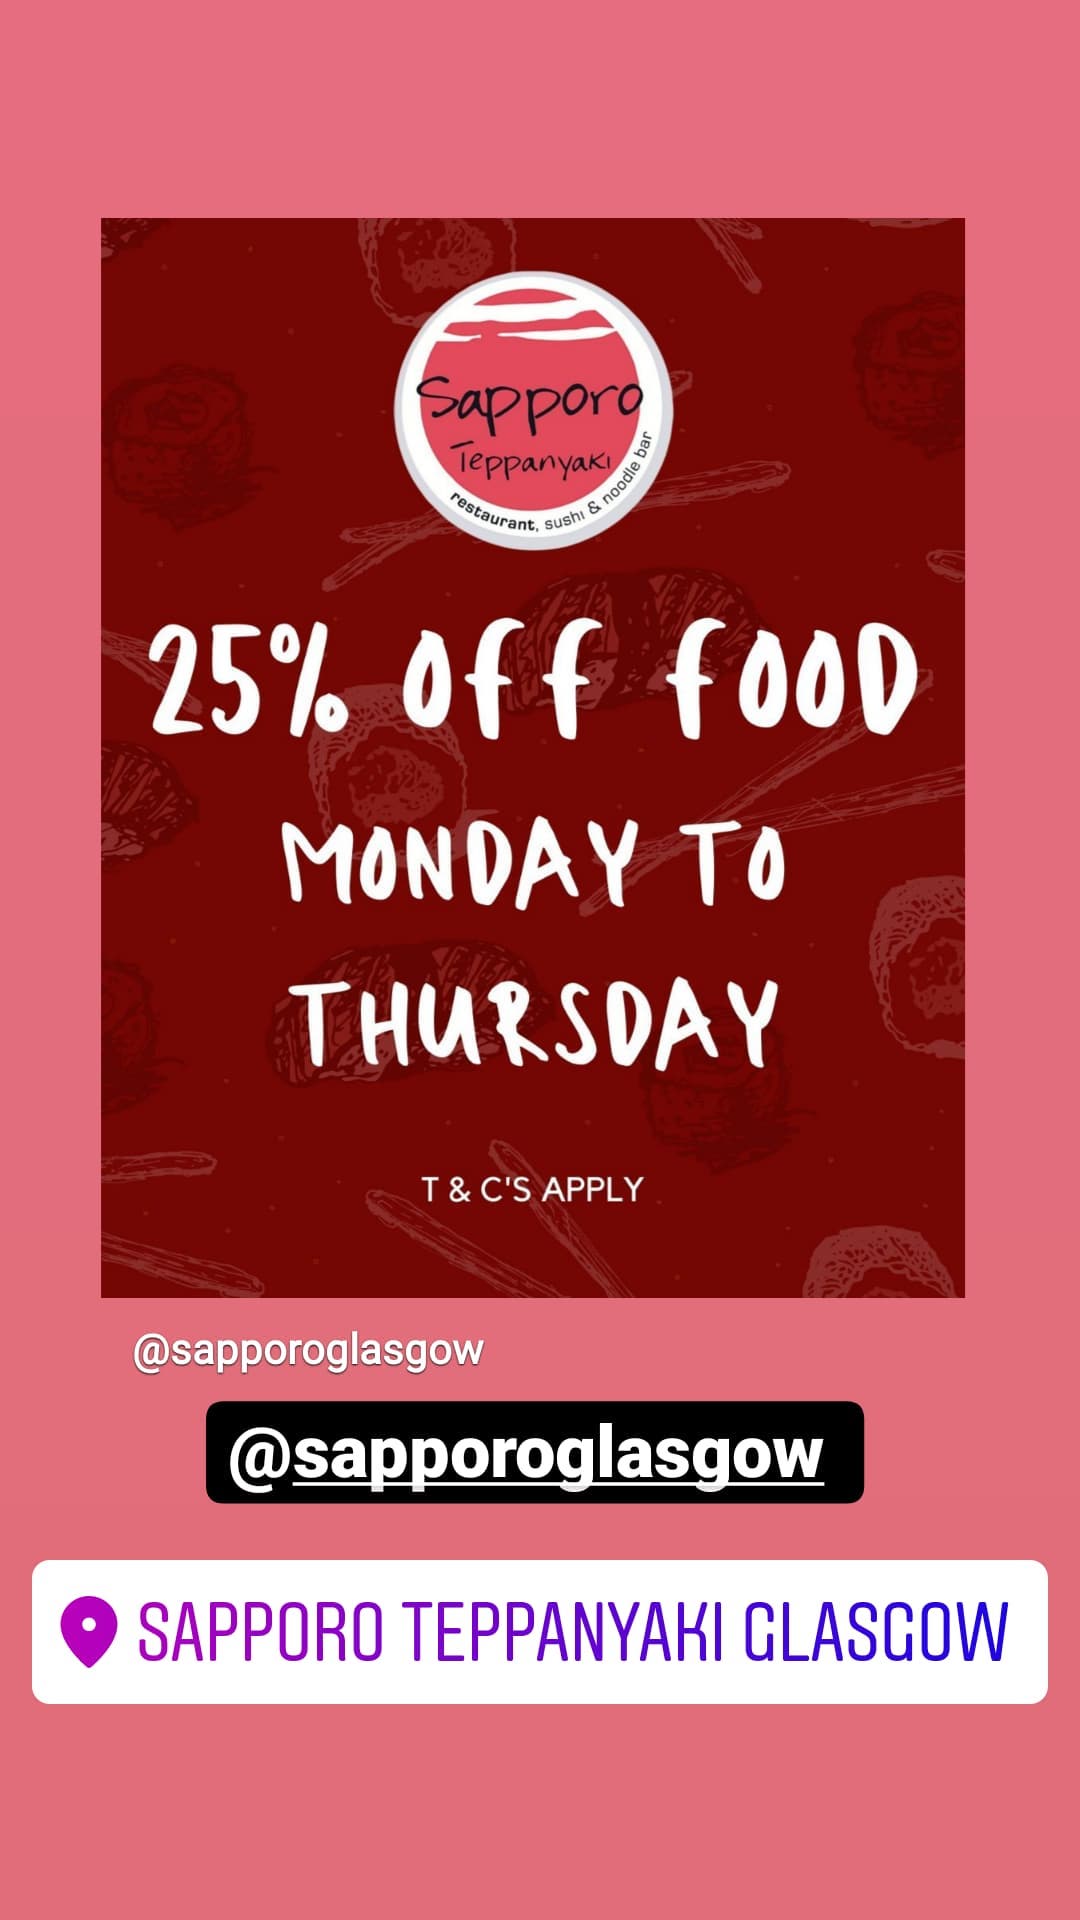 Sapporo
Teppanyaki
restaurant, sushi & noodle bar
25% OFF FOOD
MONDAY TO
THURSDAY
T & C'S APPLY
@sapporoglasgow
@sapporoglasgow
SAPPORO TEPPANYAKI GLASGOW